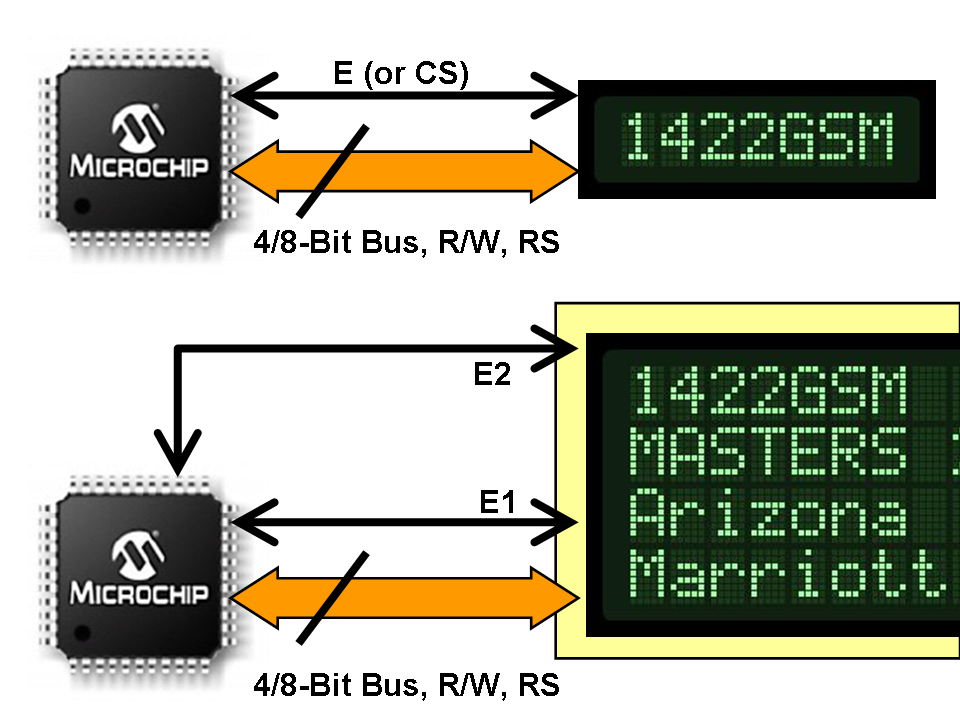 E (or CS)
MICROCHIP
1422GSM
4/8-Bit Bus, R/W, RS
E2
1422GSM
MASTERS
Arizona
Marriott
E1
MICROCHIP
4/8-Bit Bus, R/W, RS